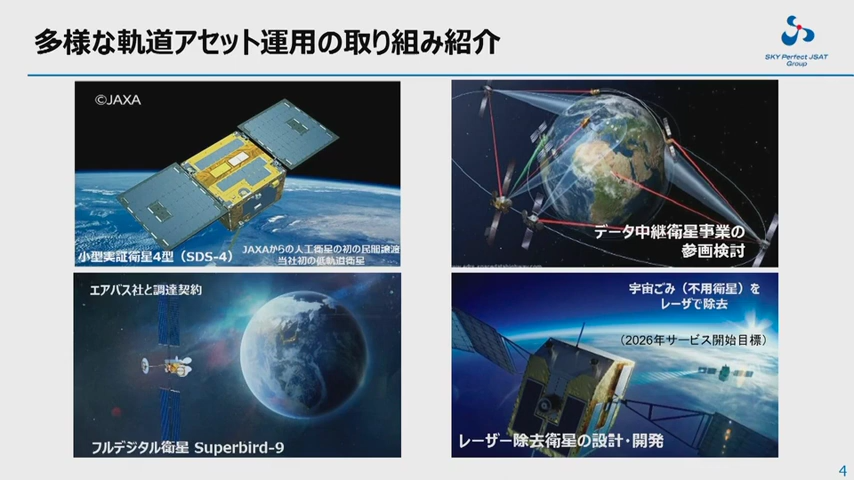 多様な軌道アセット運用の取り組み紹介
SKY Perfect JSAT
Group
©JAXA
小型実証衛星4型（SDS-4）
JAXAからの人工衛星の初の民間譲渡
当社初の低軌道衛星
データ中継衛星事業の
参画検討
エアバス社と調達契約
フルデジタル衛星 Superbird-9
宇宙ごみ（不用衛星）を
レーザで除去
（2026年サービス開始目標）
レーザー除去衛星の設計・開発
4